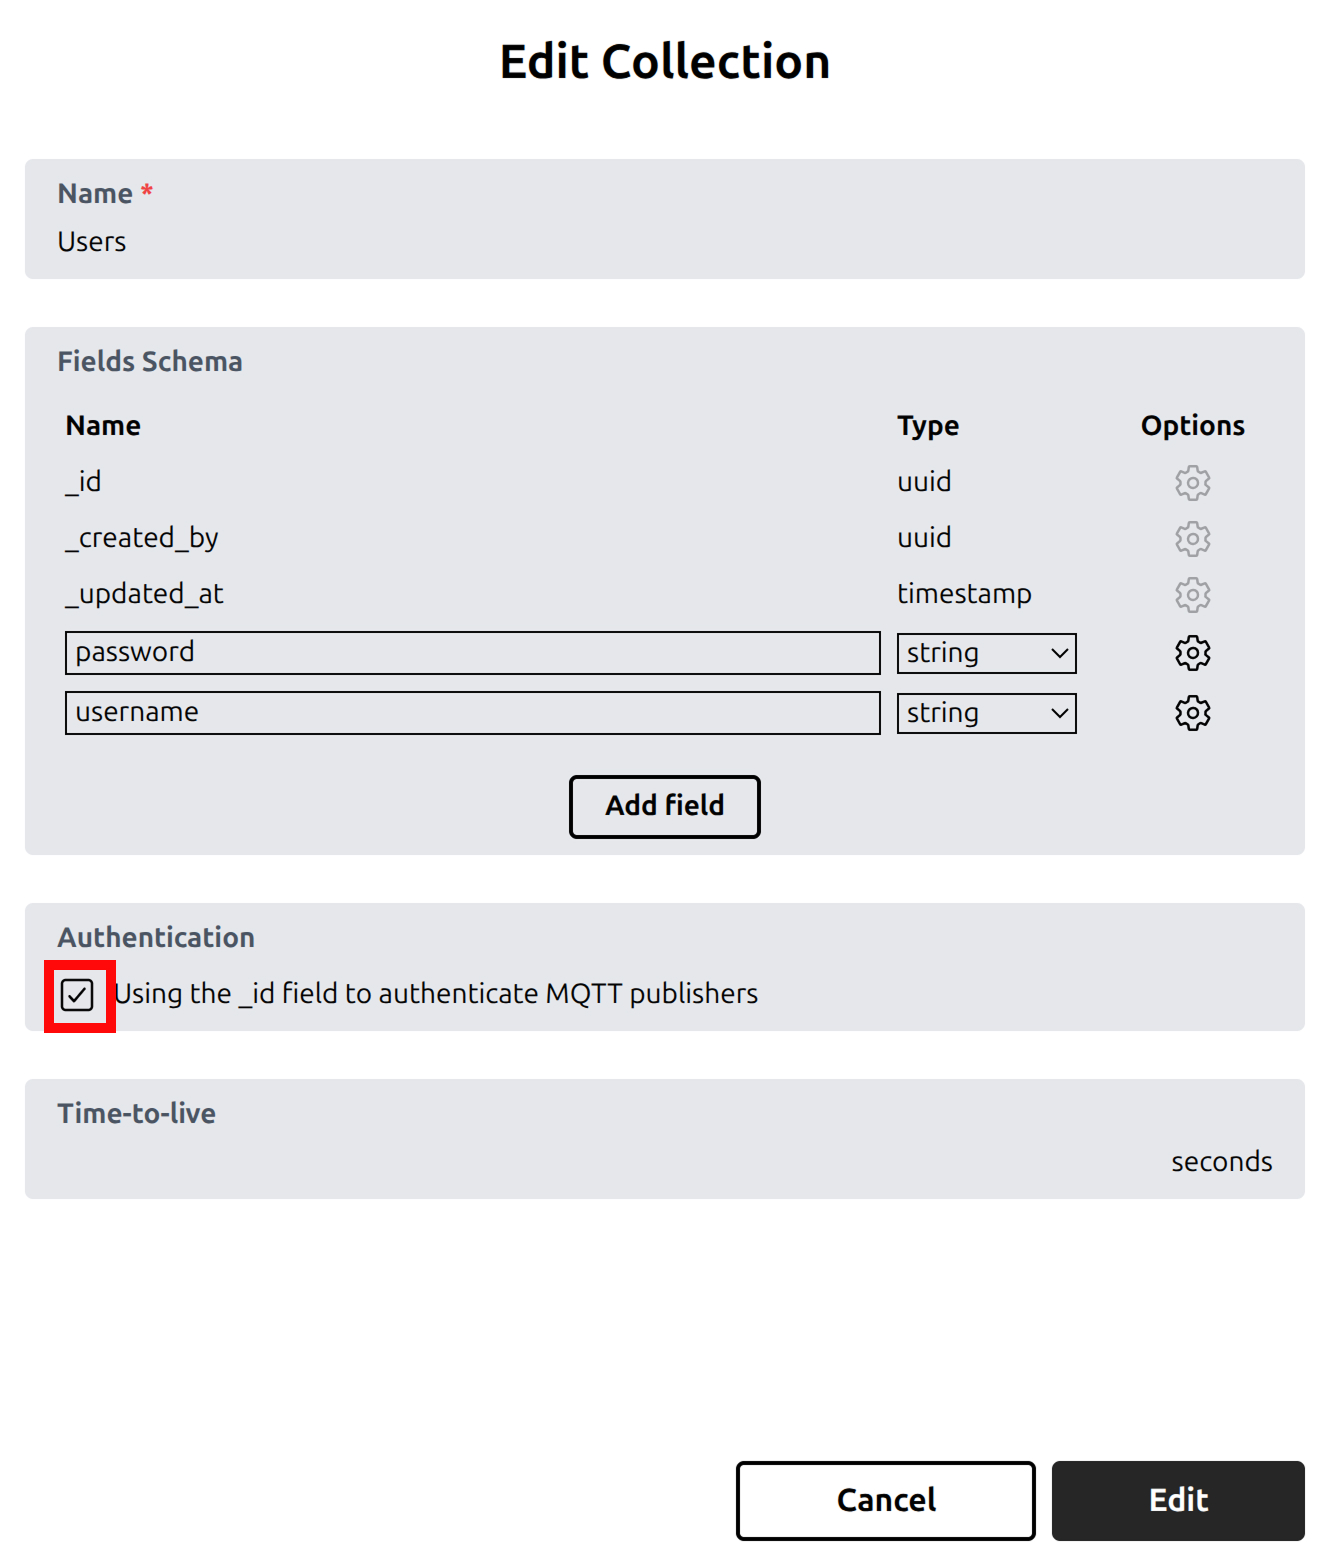 Edit Collection
Name *
Users
Fields Schema
Name Type Options
_id uuid
_created_by uuid
_updated_at timestamp
password string
username string
Add field
Authentication
Using the _id field to authenticate MQTT publishers
Time-to-live
seconds
Cancel Edit